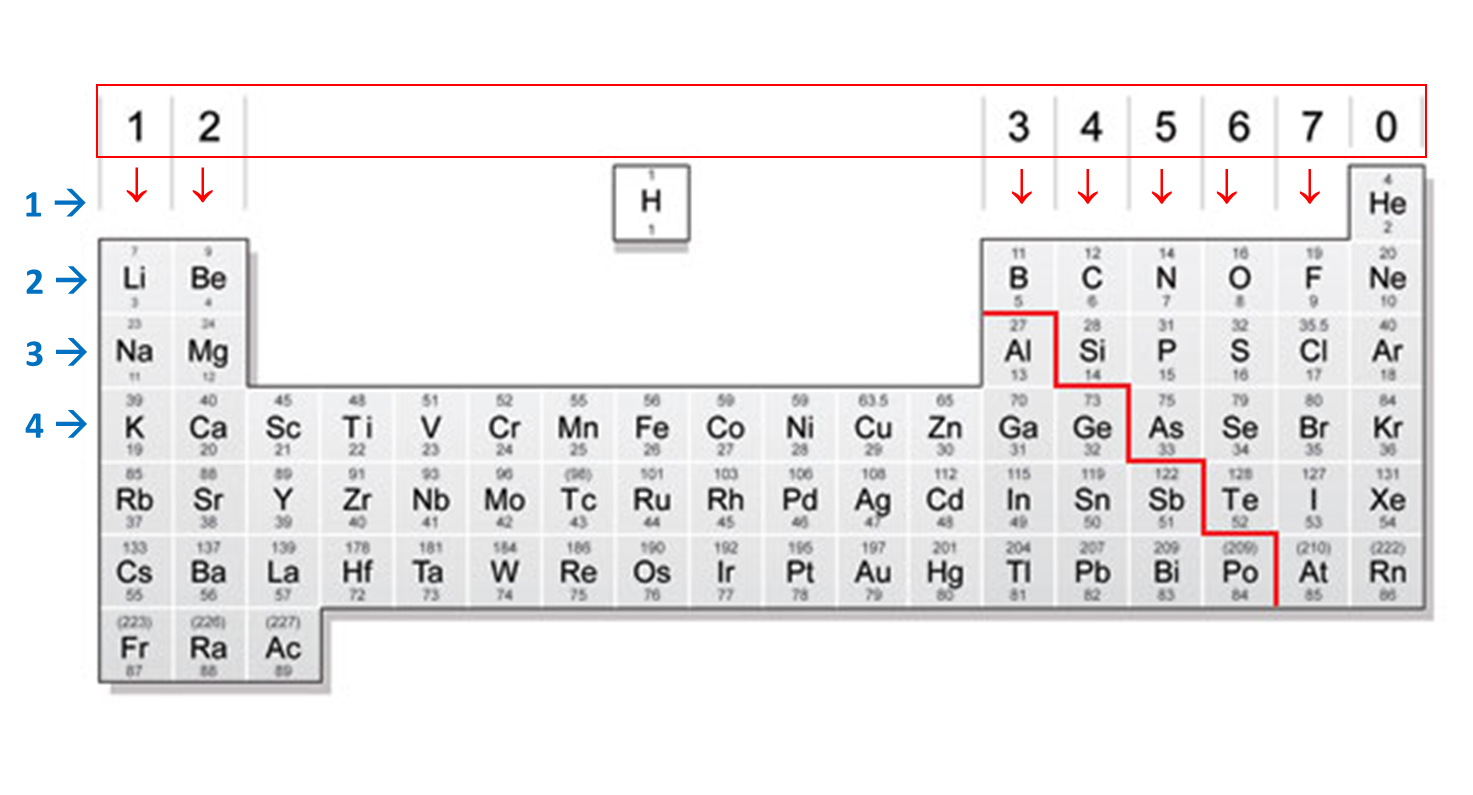 1 2 3 4 5 6 7 0
↓ ↓ ↓ ↓ ↓ ↓ ↓
1 4
1 → H He
1 2
7 9 11 12 14 16 19 20
2 → Li Be B C N O F Ne
3 4 5 6 7 8 9 10
23 24 27 28 31 32 35.5 40
3 → Na Mg Al Si P S Cl Ar
11 12 13 14 15 16 17 18
39 40 45 48 51 52 55 56 59 59 63.5 65 70 73 75 79 80 84
4 → K Ca Sc Ti V Cr Mn Fe Co Ni Cu Zn Ga Ge As Se Br Kr
19 20 21 22 23 24 25 26 27 28 29 30 31 32 33 34 35 36
85 88 89 91 93 96 (98) 101 103 106 108 112 115 119 122 128 127 131
Rb Sr Y Zr Nb Mo Tc Ru Rh Pd Ag Cd In Sn Sb Te I Xe
37 38 39 40 41 42 43 44 45 46 47 48 49 50 51 52 53 54
133 137 139 178 181 184 186 190 192 195 197 201 204 207 209 (209) (210) (222)
Cs Ba La Hf Ta W Re Os Ir Pt Au Hg Tl Pb Bi Po At Rn
55 56 57 72 73 74 75 76 77 78 79 80 81 82 83 84 85 86
(223) (226) (227)
Fr Ra Ac
87 88 89